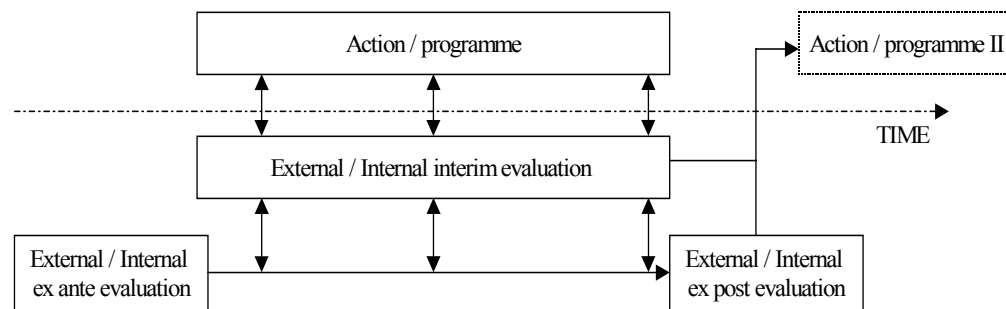 Action / programme
Action / programme II
TIME
External / Internal interim evaluation
External / Internal
ex ante evaluation
External / Internal
ex post evaluation